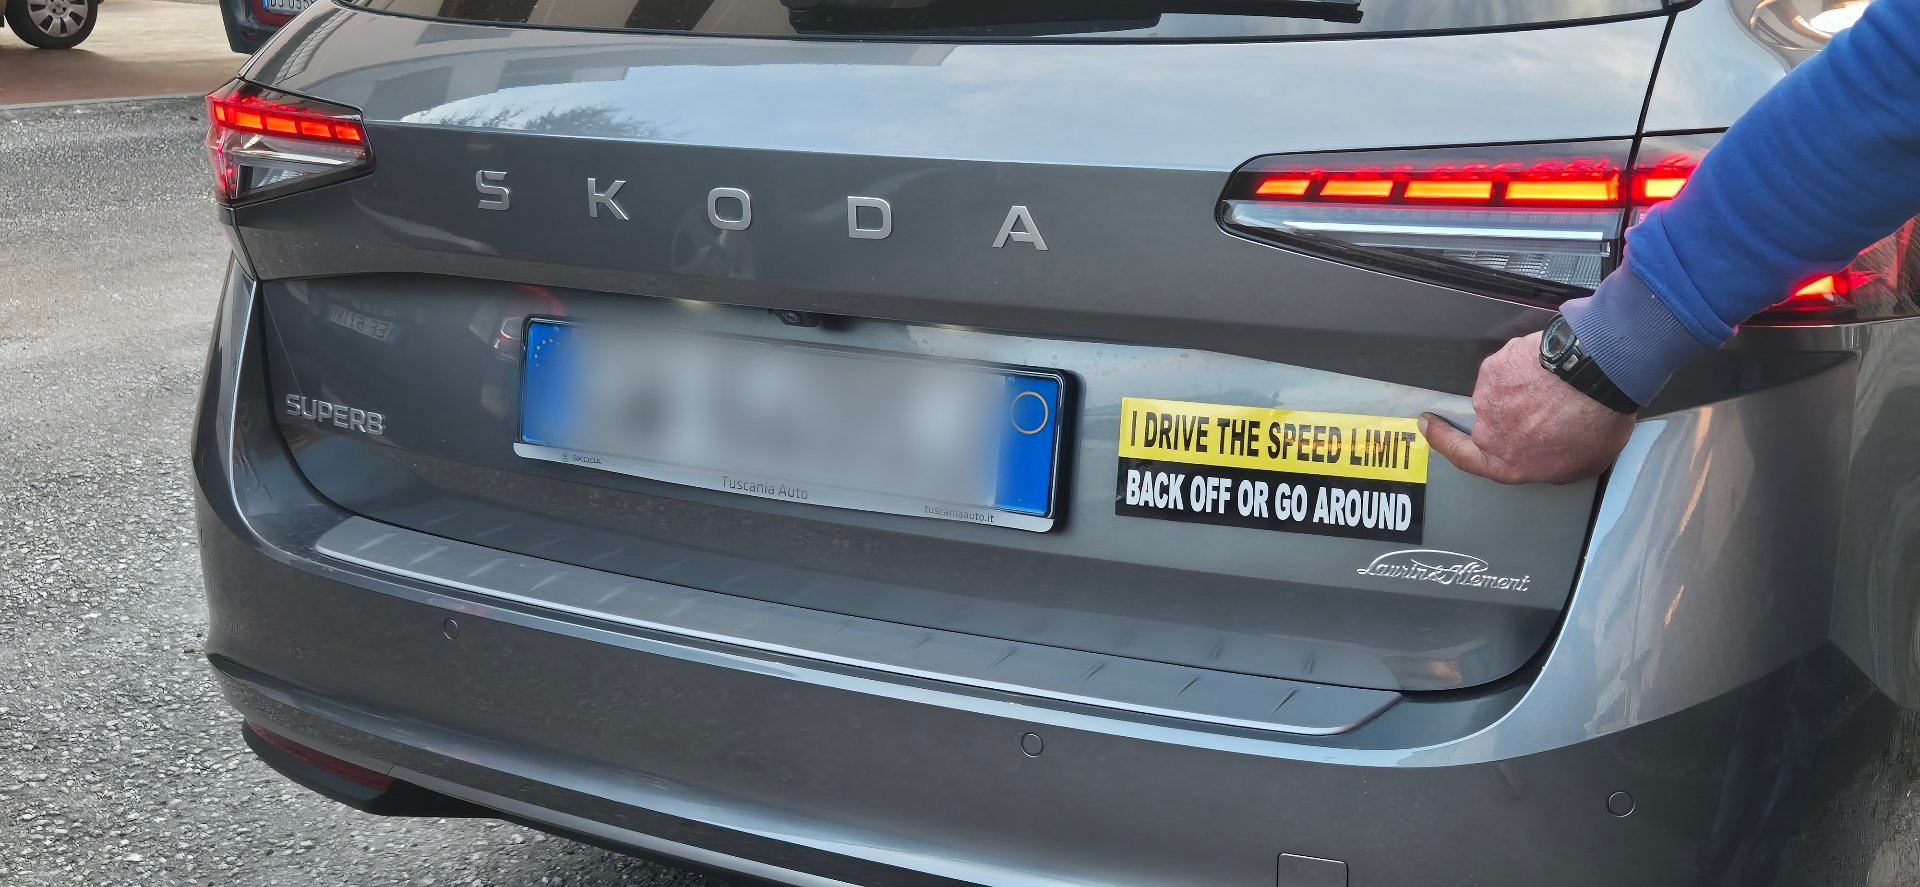 SKODA
SUPERB
SKODA
Tuscania Auto
tuscaniaauto.it
I DRIVE THE SPEED LIMIT
BACK OFF OR GO AROUND
Laurin & Klement